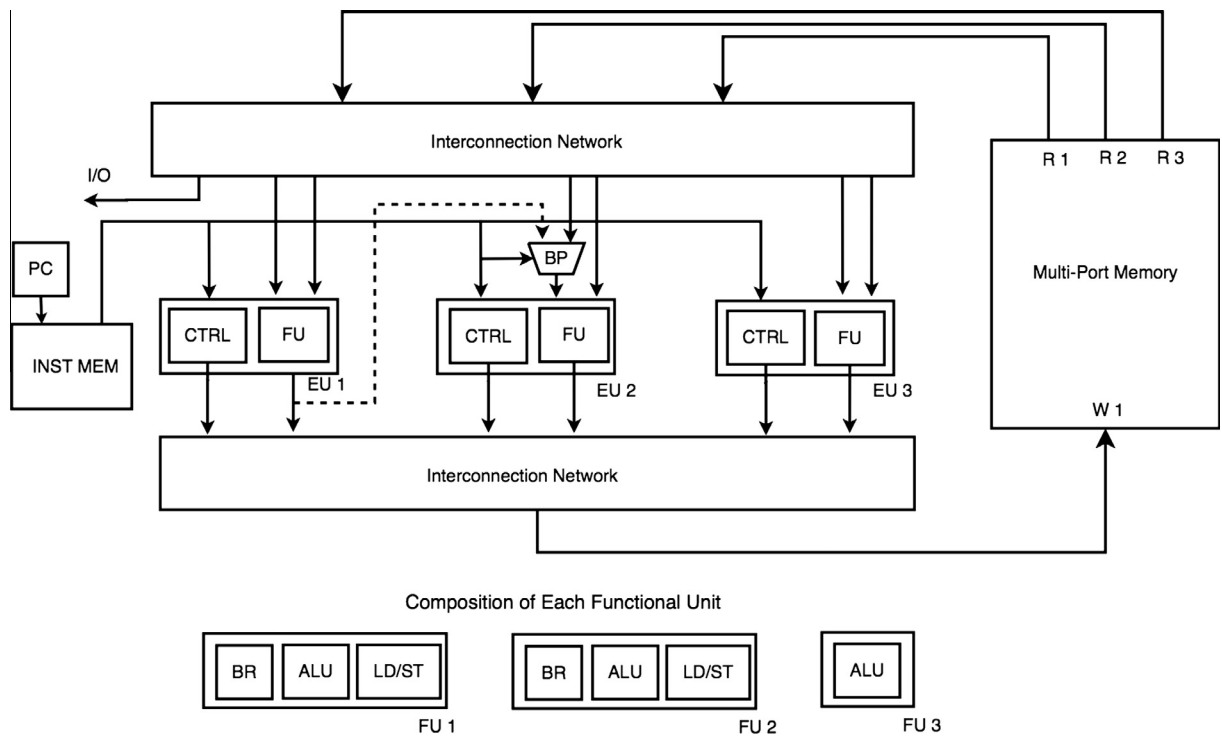 R 1 R 2 R 3
Interconnection Network
I/O
BP
PC
Multi-Port Memory
CTRL FU
CTRL FU
CTRL FU
INST MEM
EU 1
EU 2
EU 3
W 1
Interconnection Network
Composition of Each Functional Unit
BR ALU LD/ST
BR ALU LD/ST
ALU
FU 1
FU 2
FU 3